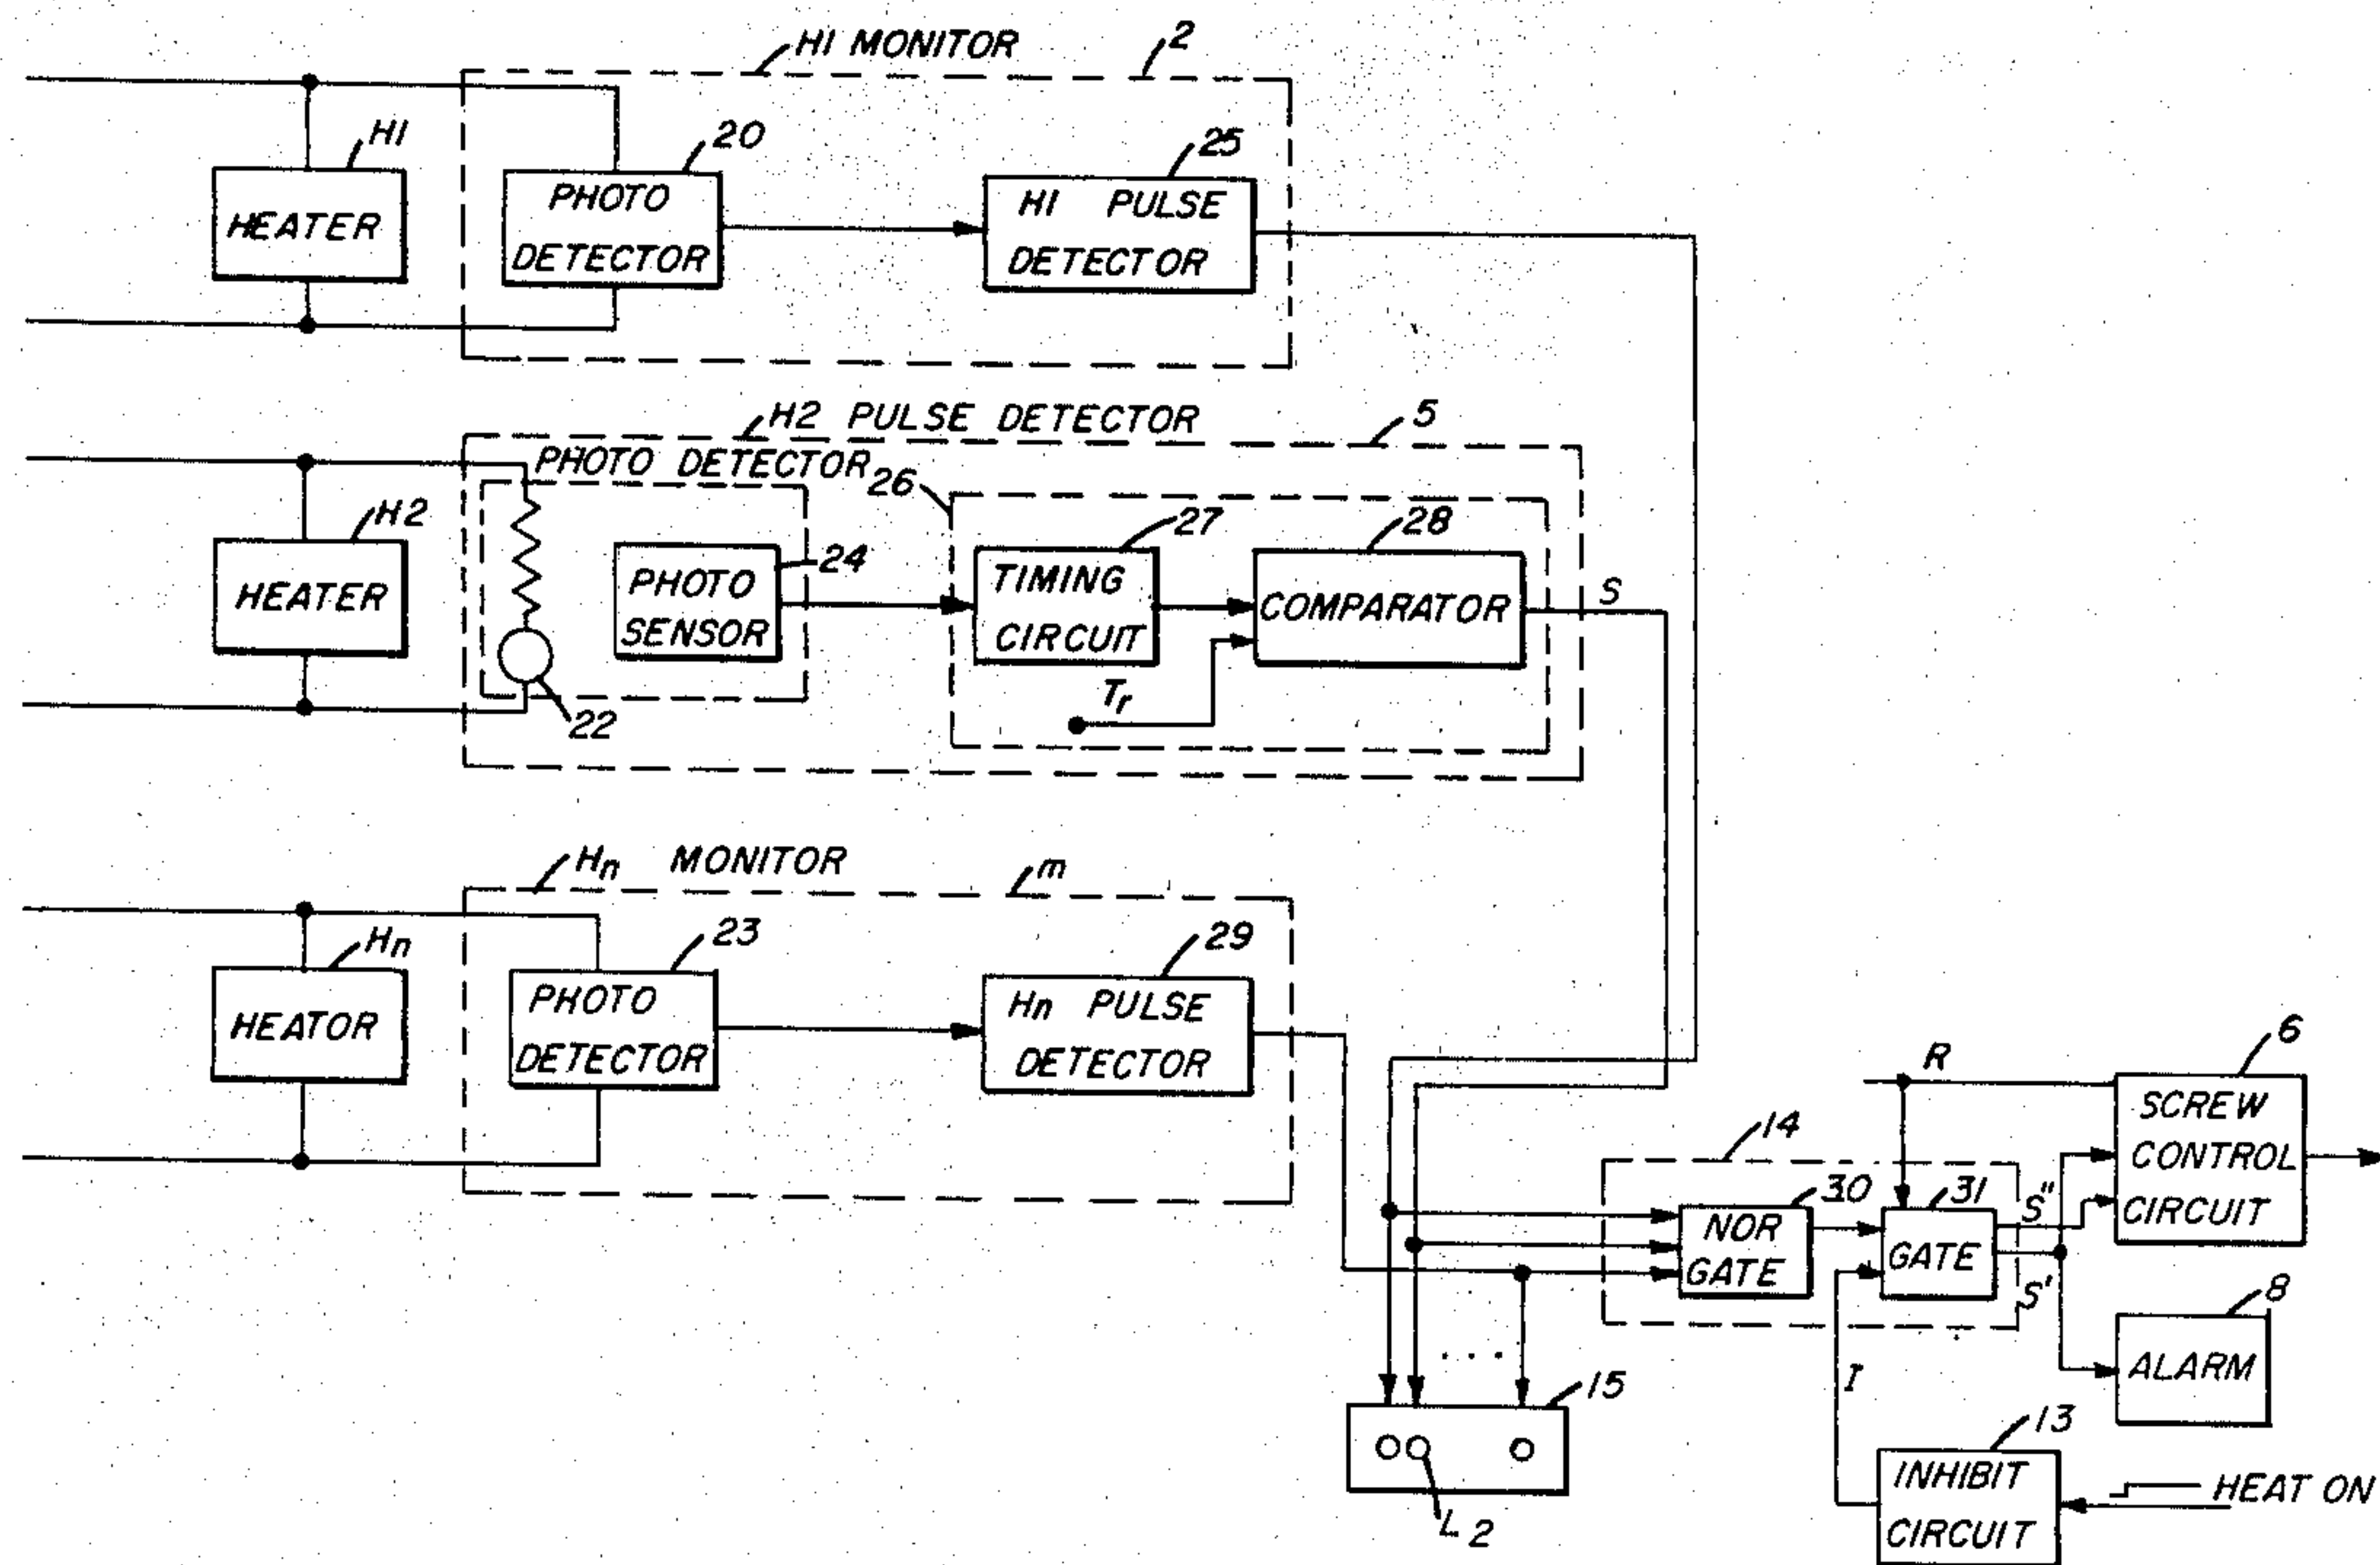 H1 MONITOR 2
H1
20
25
HEATER
PHOTO
DETECTOR
H1 PULSE
DETECTOR
H2 PULSE DETECTOR 5
PHOTO DETECTOR
26
H2
27
28
HEATER
PHOTO
SENSOR
24
TIMING
CIRCUIT
COMPARATOR
S
Tr
22
Hn MONITOR m
Hn
23
29
HEATOR
PHOTO
DETECTOR
Hn PULSE
DETECTOR
R
6
SCREW
CONTROL
CIRCUIT
14
30
31
S"
NOR
GATE
GATE
S'
8
ALARM
I
...
15
L2
13
INHIBIT
CIRCUIT
HEAT ON